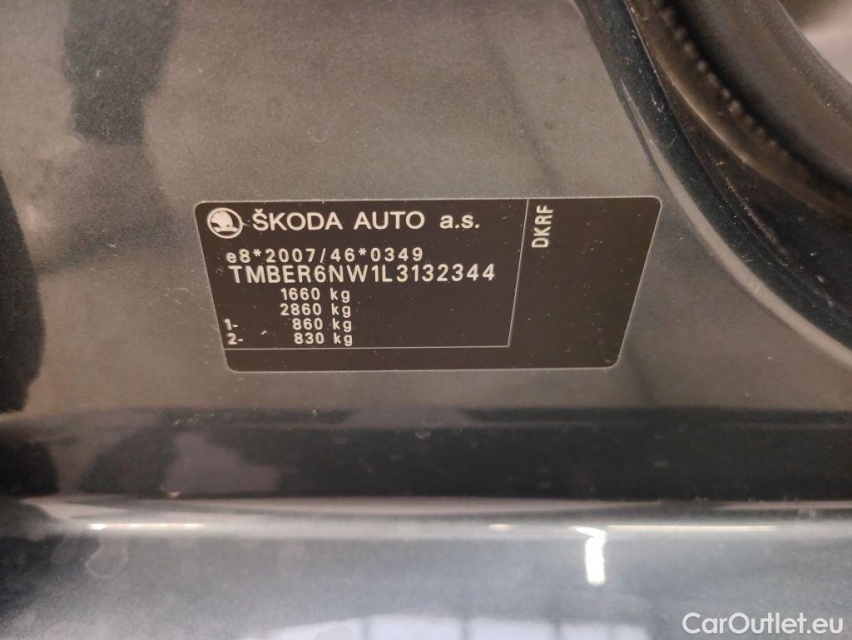 ŠKODA AUTO a.s.
DKRF
e8*2007/46*0349
TMBER6NW1L3132344
1660 kg
2860 kg
1- 860 kg
2- 830 kg
CarOutlet.eu